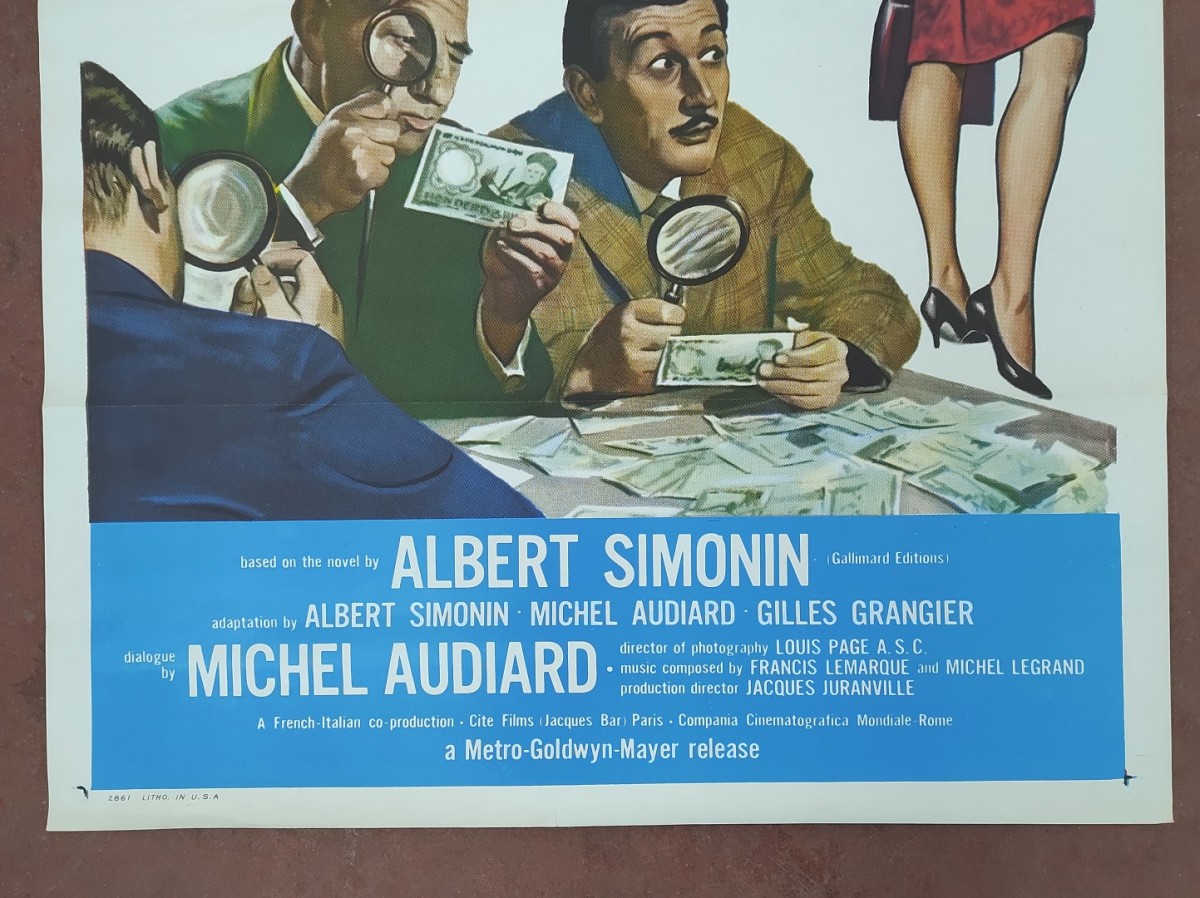 based on the novel by ALBERT SIMONIN (Gallimard Editions)
adaptation by ALBERT SIMONIN · MICHEL AUDIARD · GILLES GRANGIER
dialogue by MICHEL AUDIARD •
director of photography LOUIS PAGE A.S.C.
music composed by FRANCIS LEMARQUE and MICHEL LEGRAND
production director JACQUES JURANVILLE
A French-Italian co-production · Cite Films (Jacques Bar) Paris · Compania Cinematografica Mondiale-Rome
a Metro-Goldwyn-Mayer release
2861 LITHO. IN U.S.A